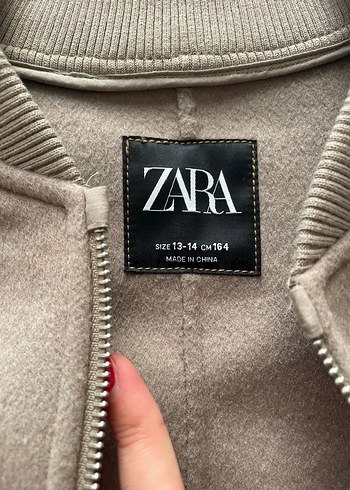 ZARA
SIZE 13-14 CM 164
MADE IN CHINA